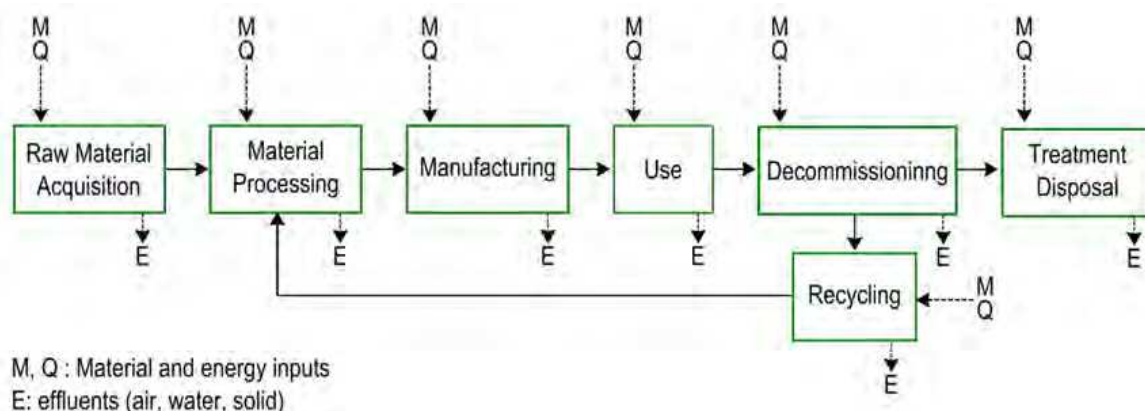 M
Q
M
Q
M
Q
M
Q
M
Q
M
Q
Raw Material
Acquisition
Material
Processing
Manufacturing
Use
Decommissioninng
Treatment
Disposal
E
E
E
E
E
E
Recycling
M
Q
E
M, Q : Material and energy inputs
E: effluents (air, water, solid)